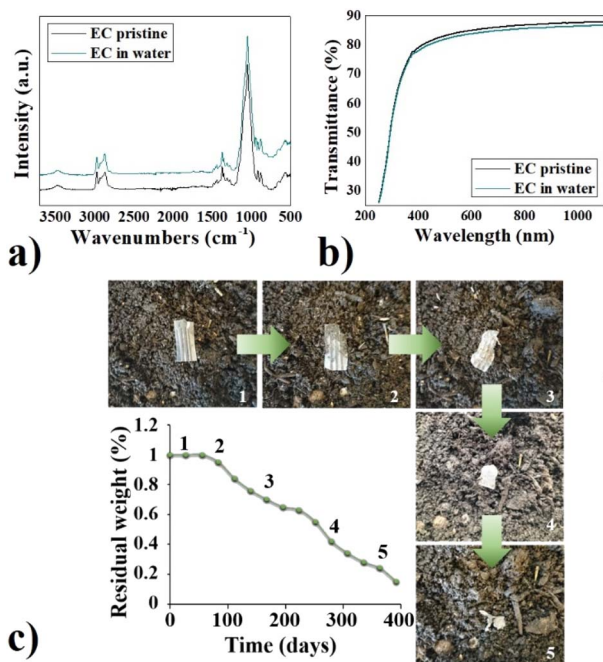 a)
EC pristine
EC in water
Intensity (a.u.)
3500 3000 2500 2000 1500 1000 500
Wavenumbers (cm⁻¹)
b)
90
80
70
60
50
40
30
Transmittance (%)
EC pristine
EC in water
200 400 600 800 1000
Wavelength (nm)
1
2
3
4
5
c)
Residual weight (%)
1.2
1
0.8
0.6
0.4
0.2
0
1
2
3
4
5
0 100 200 300 400
Time (days)